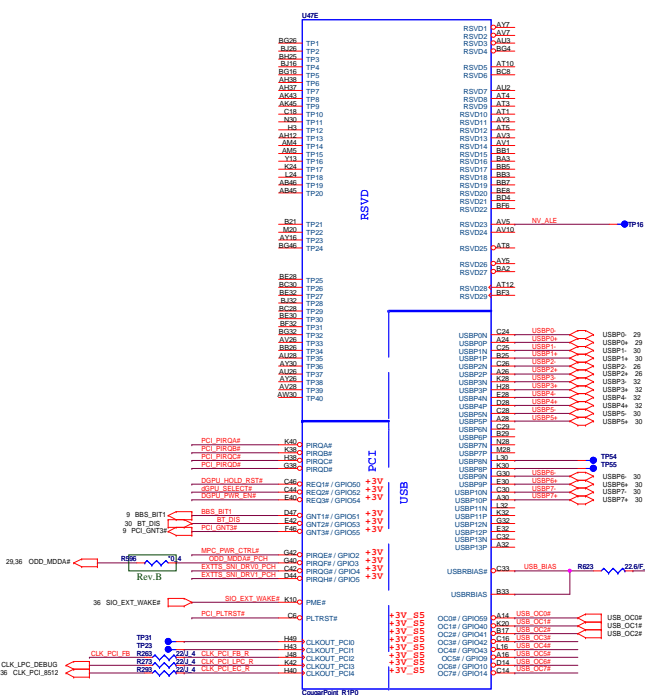 U47E
BG26 TP1
BJ26 TP2
BH25 TP3
BJ16 TP4
BG16 TP5
AH38 TP6
AH37 TP7
AK43 TP8
AK45 TP9
C18 TP10
N30 TP11
H3 TP12
AH12 TP13
AM4 TP14
AM5 TP15
Y13 TP16
K24 TP17
L24 TP18
AB46 TP19
AB45 TP20
B21 TP21
M20 TP22
AY16 TP23
BG46 TP24
BE28 TP25
BC30 TP26
BE32 TP27
BJ32 TP28
BC28 TP29
BE30 TP30
BF32 TP31
BG32 TP32
AV26 TP33
BB26 TP34
AU28 TP35
AY30 TP36
AU26 TP37
AY26 TP38
AV28 TP39
AW30 TP40
RSVD
RSVD1 AY7
RSVD2 AV7
RSVD3 AU3
RSVD4 BG4
RSVD5 AT10
RSVD6 BC8
RSVD7 AU2
RSVD8 AT4
RSVD9 AT3
RSVD10 AT1
RSVD11 AY3
RSVD12 AT5
RSVD13 AV3
RSVD14 AV1
RSVD15 BB1
RSVD16 BA3
RSVD17 BB5
RSVD18 BB3
RSVD19 BB7
RSVD20 BE8
RSVD21 BD4
RSVD22 BF6
RSVD23 AV5 NV_ALE TP16
RSVD24 AV10
RSVD25 AT8
RSVD26 AY5
RSVD27 BA2
RSVD28 AT12
RSVD29 BF3
USBP0N C24 USBP0- USBP0- 29
USBP0P A24 USBP0+ USBP0+ 29
USBP1N C25 USBP1- USBP1- 30
USBP1P B25 USBP1+ USBP1+ 30
USBP2N C26 USBP2- USBP2- 26
USBP2P A26 USBP2+ USBP2+ 26
USBP3N K28 USBP3- USBP3- 32
USBP3P H28 USBP3+ USBP3+ 32
USBP4N E28 USBP4- USBP4- 32
USBP4P D28 USBP4+ USBP4+ 32
USBP5N C28 USBP5- USBP5- 30
USBP5P A28 USBP5+ USBP5+ 30
USBP6N C29
USBP6P B29
USBP7N N28
USBP7P M28
USBP8N L30 TP54
USBP8P K30 TP55
USBP9N G30 USBP6- USBP6- 30
USBP9P E30 USBP6+ USBP6+ 30
USBP10N C30 USBP7- USBP7- 30
USBP10P A30 USBP7+ USBP7+ 30
USBP11N L32
USBP11P K32
USBP12N G32
USBP12P E32
USBP13N C32
USBP13P A32
PCI
USB
PCI_PIRQA# K40 PIRQA#
PCI_PIRQB# K38 PIRQB#
PCI_PIRQC# H38 PIRQC#
PCI_PIRQD# G38 PIRQD#
DGPU_HOLD_RST# C46 REQ1# / GPIO50 +3V
dGPU_SELECT# C44 REQ2# / GPIO52 +3V
DGPU_PWR_EN# E40 REQ3# / GPIO54 +3V
9 BBS_BIT1 BBS_BIT1 D47 GNT1# / GPIO51 +3V
30 BT_DIS BT_DIS E42 GNT2# / GPIO53 +3V
9 PCI_GNT3# PCI_GNT3# F46 GNT3# / GPIO55 +3V
MPC_PWR_CTRL# G42 PIRQE# / GPIO2 +3V
29,36 ODD_MDDA# R596 *0_4 ODD_MDDA#_PCH G40 PIRQF# / GPIO3 +3V
EXTTS_SNI_DRV0_PCH C42 PIRQG# / GPIO4 +3V
EXTTS_SNI_DRV1_PCH D44 PIRQH# / GPIO5 +3V
Rev.B
36 SIO_EXT_WAKE# SIO_EXT_WAKE# K10 PME#
PCI_PLTRST# C6 PLTRST#
USBRBIAS# C33 USB_BIAS R623 22.6/F
USBRBIAS B33
+3V_S5 OC0# / GPIO59 A14 USB_OC0# USB_OC0#
+3V_S5 OC1# / GPIO40 K20 USB_OC1# USB_OC1#
+3V_S5 OC2# / GPIO41 B17 USB_OC2# USB_OC2#
+3V_S5 OC3# / GPIO42 C16 USB_OC3#
+3V_S5 OC4# / GPIO43 L16 USB_OC4#
+3V_S5 OC5# / GPIO9 A16 USB_OC5#
+3V_S5 OC6# / GPIO10 D14 USB_OC6#
+3V_S5 OC7# / GPIO14 C14 USB_OC7#
TP31 H49 CLKOUT_PCI0
TP23 H43 CLKOUT_PCI1
CLK_PCI_FB R263 22/J_4 CLK_PCI_FB_R J48 CLKOUT_PCI2
CLK_LPC_DEBUG R273 22/J_4 CLK_PCI_LPC_R K42 CLKOUT_PCI3
36 CLK_PCI_8512 R293 22/J_4 CLK_PCI_EC_R H40 CLKOUT_PCI4
CougarPoint_R1P0